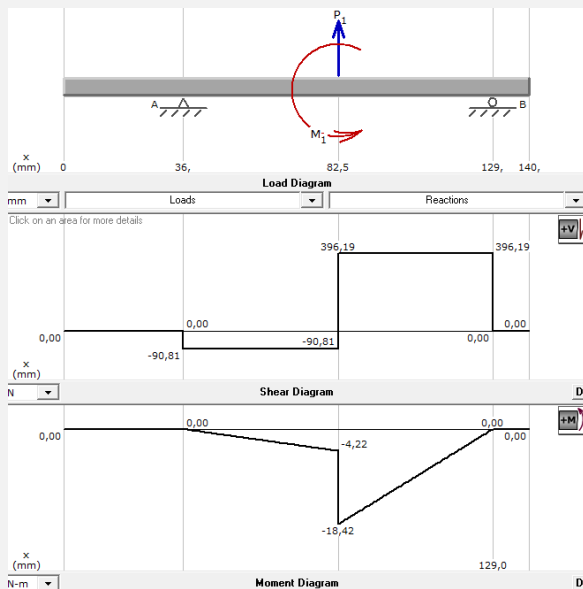 P1
A
B
M1
x
(mm)
0
36,
82,5
129,
140,
Load Diagram
mm
Loads
Reactions
Click on an area for more details
+V
396,19
396,19
0,00
0,00
0,00
-90,81
-90,81
0,00
x
(mm)
N
Shear Diagram
D
+M
0,00
0,00
0,00
0,00
-4,22
-18,42
x
(mm)
129,0
N-m
Moment Diagram
D